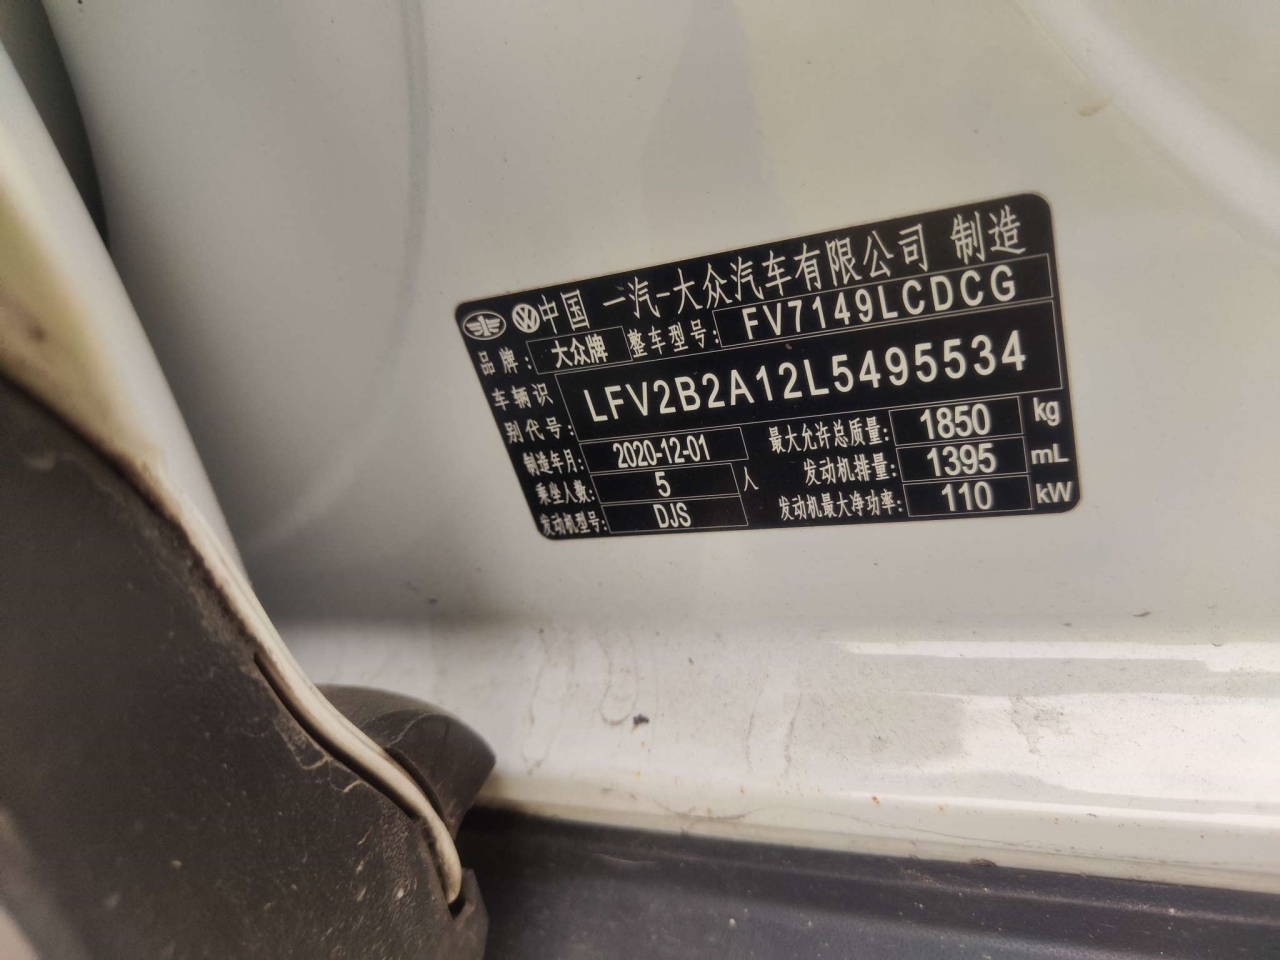 中国 一汽-大众汽车有限公司 制造
品牌: 大众牌 整车型号: FV7149LCDCG
车辆识别代号: LFV2B2A12L5495534
制造年月: 2020-12-01 最大允许总质量: 1850 kg
乘坐人数: 5 人 发动机排量: 1395 mL
发动机型号: DJS 发动机最大净功率: 110 kW